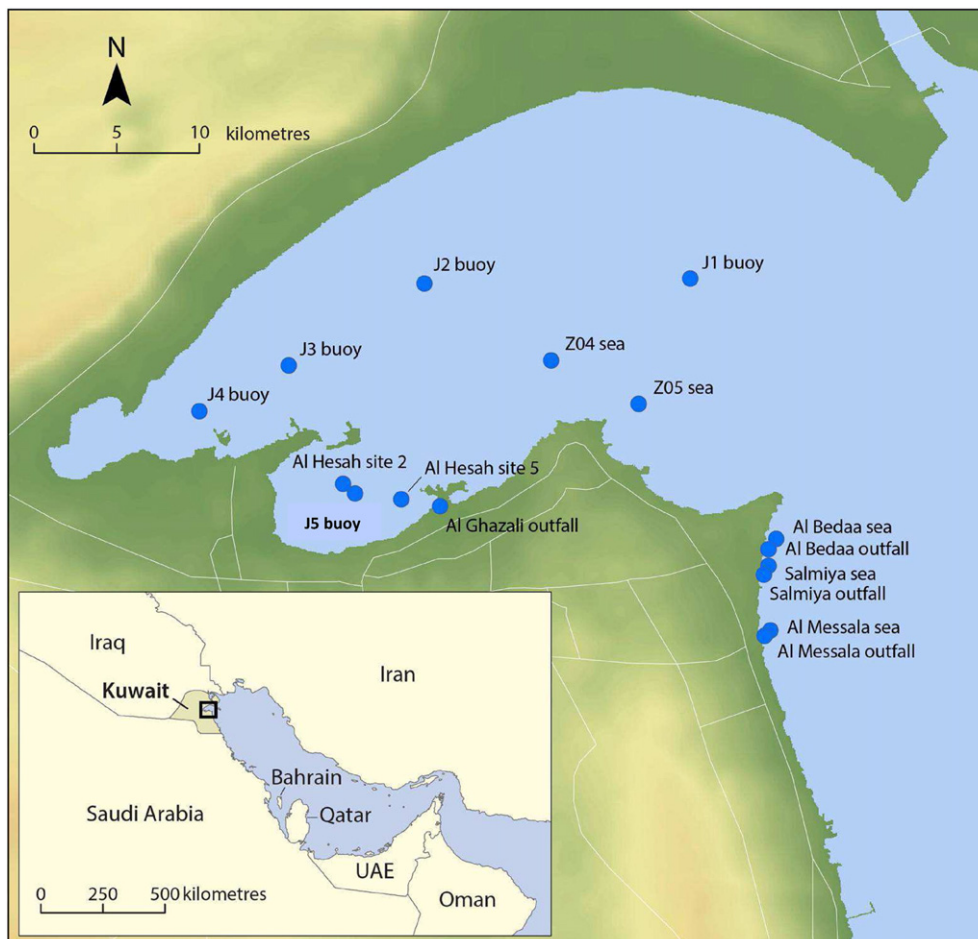 N
0 5 10 kilometres
J2 buoy
J1 buoy
J3 buoy
Z04 sea
J4 buoy
Z05 sea
Al Hesah site 2
Al Hesah site 5
J5 buoy
Al Ghazali outfall
Al Bedaa sea
Al Bedaa outfall
Salmiya sea
Salmiya outfall
Al Messala sea
Al Messala outfall
Iraq
Iran
Kuwait
Bahrain
Saudi Arabia
Qatar
UAE
Oman
0 250 500 kilometres